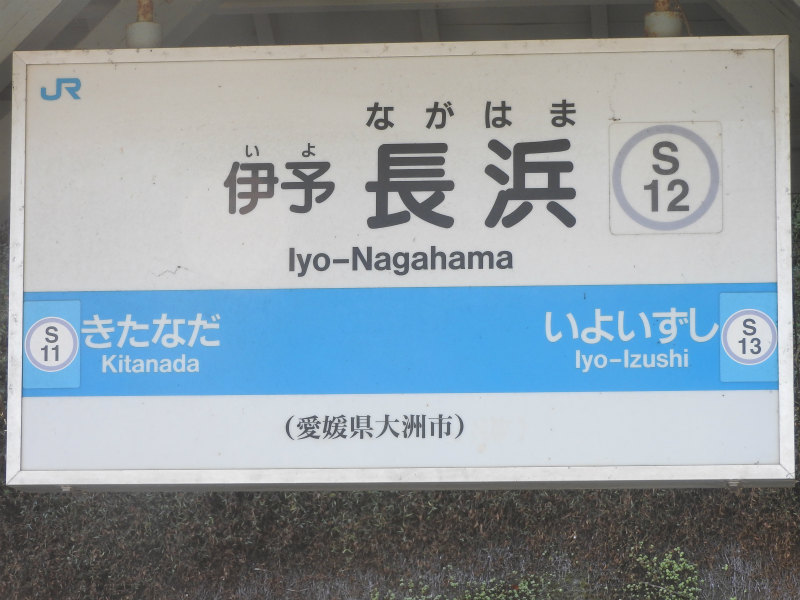 JR
いよ ながはま
伊予 長浜
S
12
Iyo-Nagahama
S
11
きたなだ
Kitanada
いよいずし
Iyo-Izushi
S
13
(愛媛県大洲市)